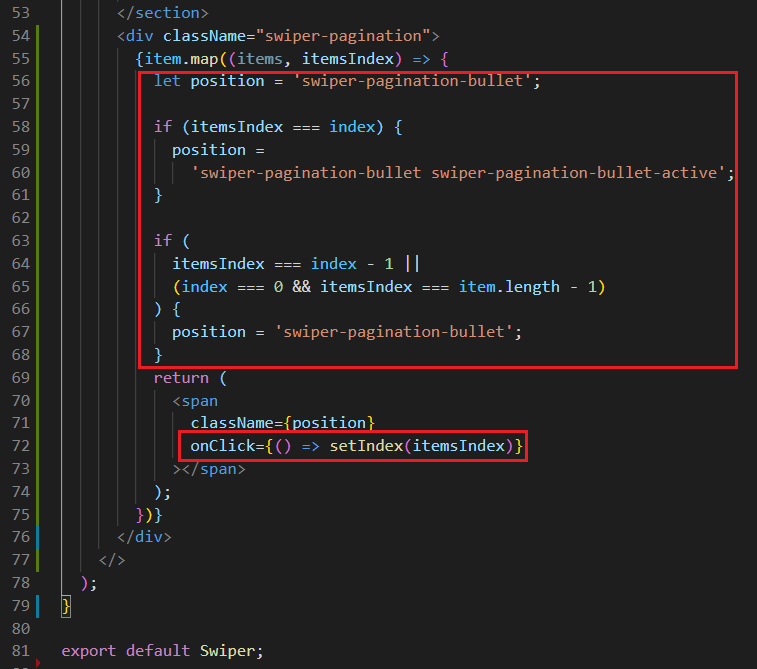 53 </section>
54 <div className="swiper-pagination">
55 {item.map((items, itemsIndex) => {
56 let position = 'swiper-pagination-bullet';
57
58 if (itemsIndex === index) {
59 position =
60 'swiper-pagination-bullet swiper-pagination-bullet-active';
61 }
62
63 if (
64 itemsIndex === index - 1 ||
65 (index === 0 && itemsIndex === item.length - 1)
66 ) {
67 position = 'swiper-pagination-bullet';
68 }
69 return (
70 <span
71 className={position}
72 onClick={() => setIndex(itemsIndex)}
73 ></span>
74 );
75 })}
76 </div>
77 </>
78 );
79 }
80
81 export default Swiper;